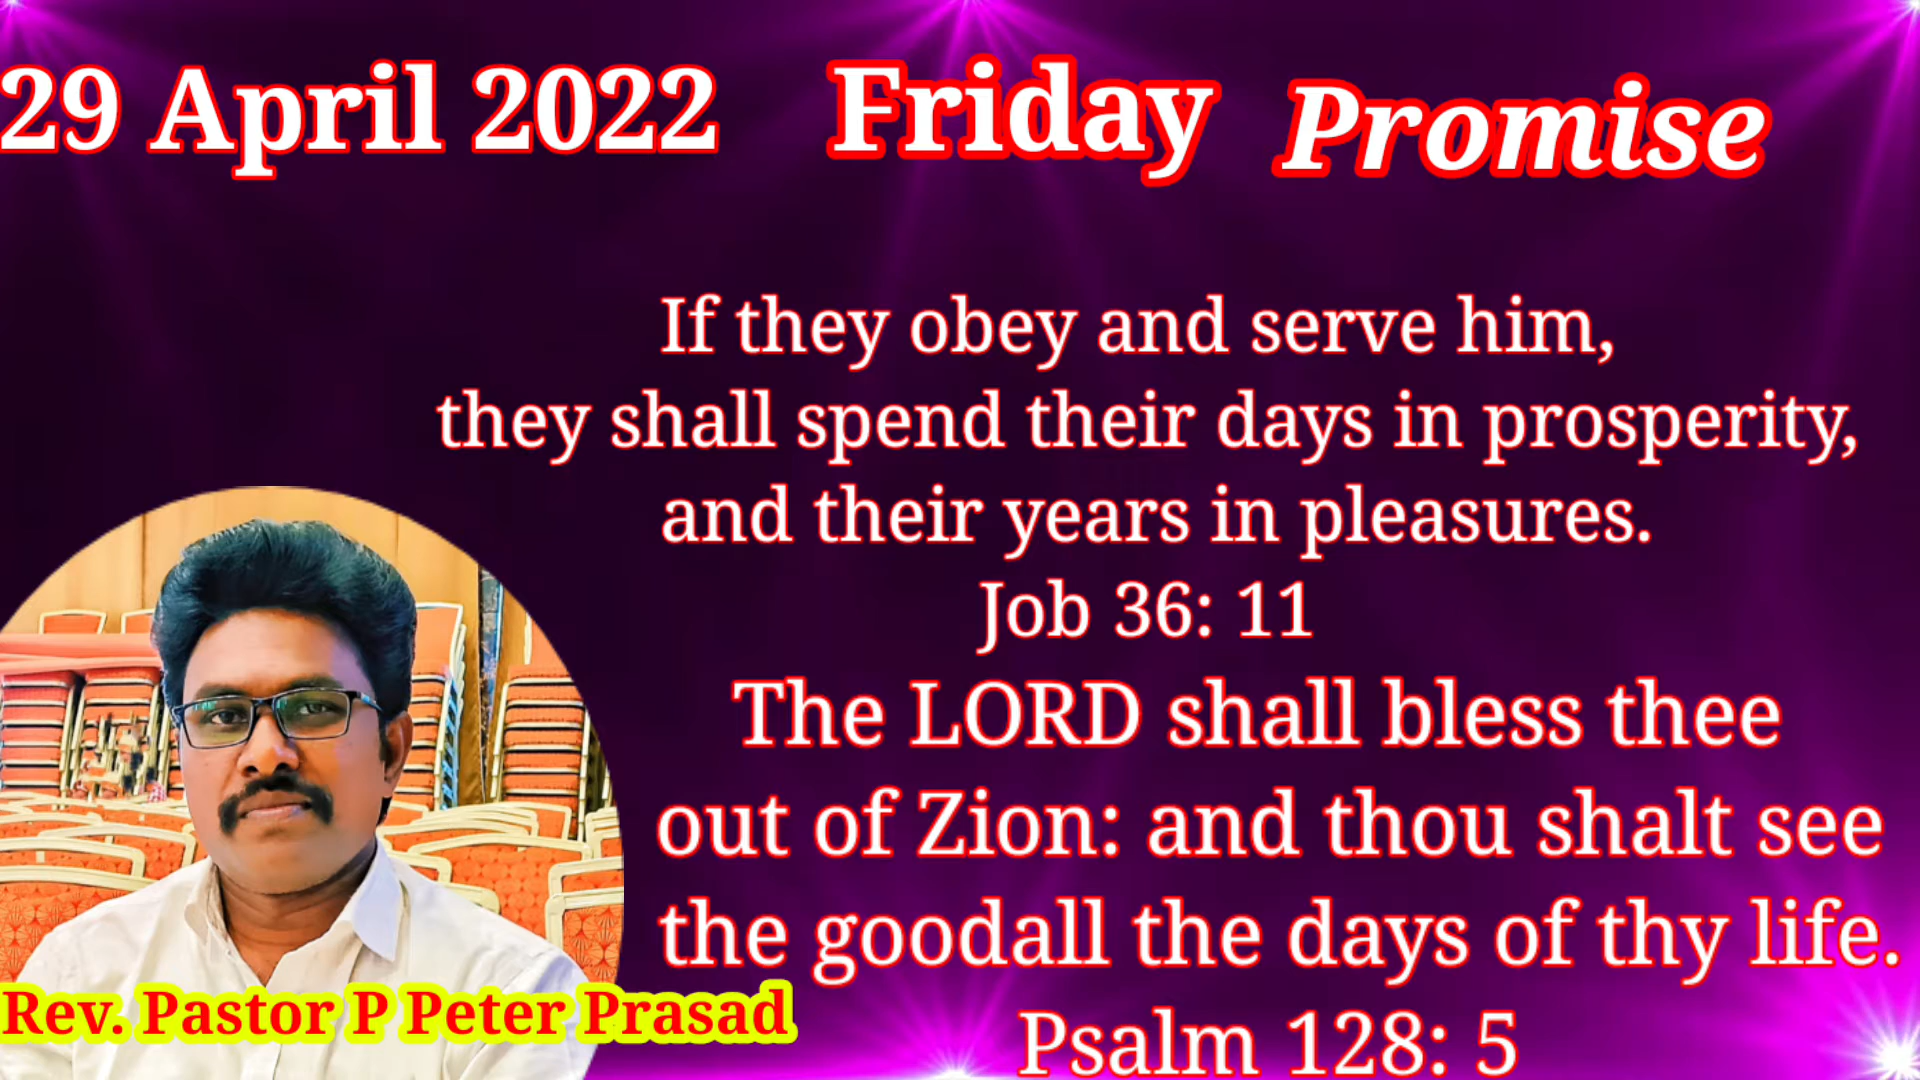 29 April 2022 Friday Promise
If they obey and serve him,
they shall spend their days in prosperity,
and their years in pleasures.
Job 36: 11
The LORD shall bless thee
out of Zion: and thou shalt see
the goodall the days of thy life.
Psalm 128: 5
Rev. Pastor P Peter Prasad